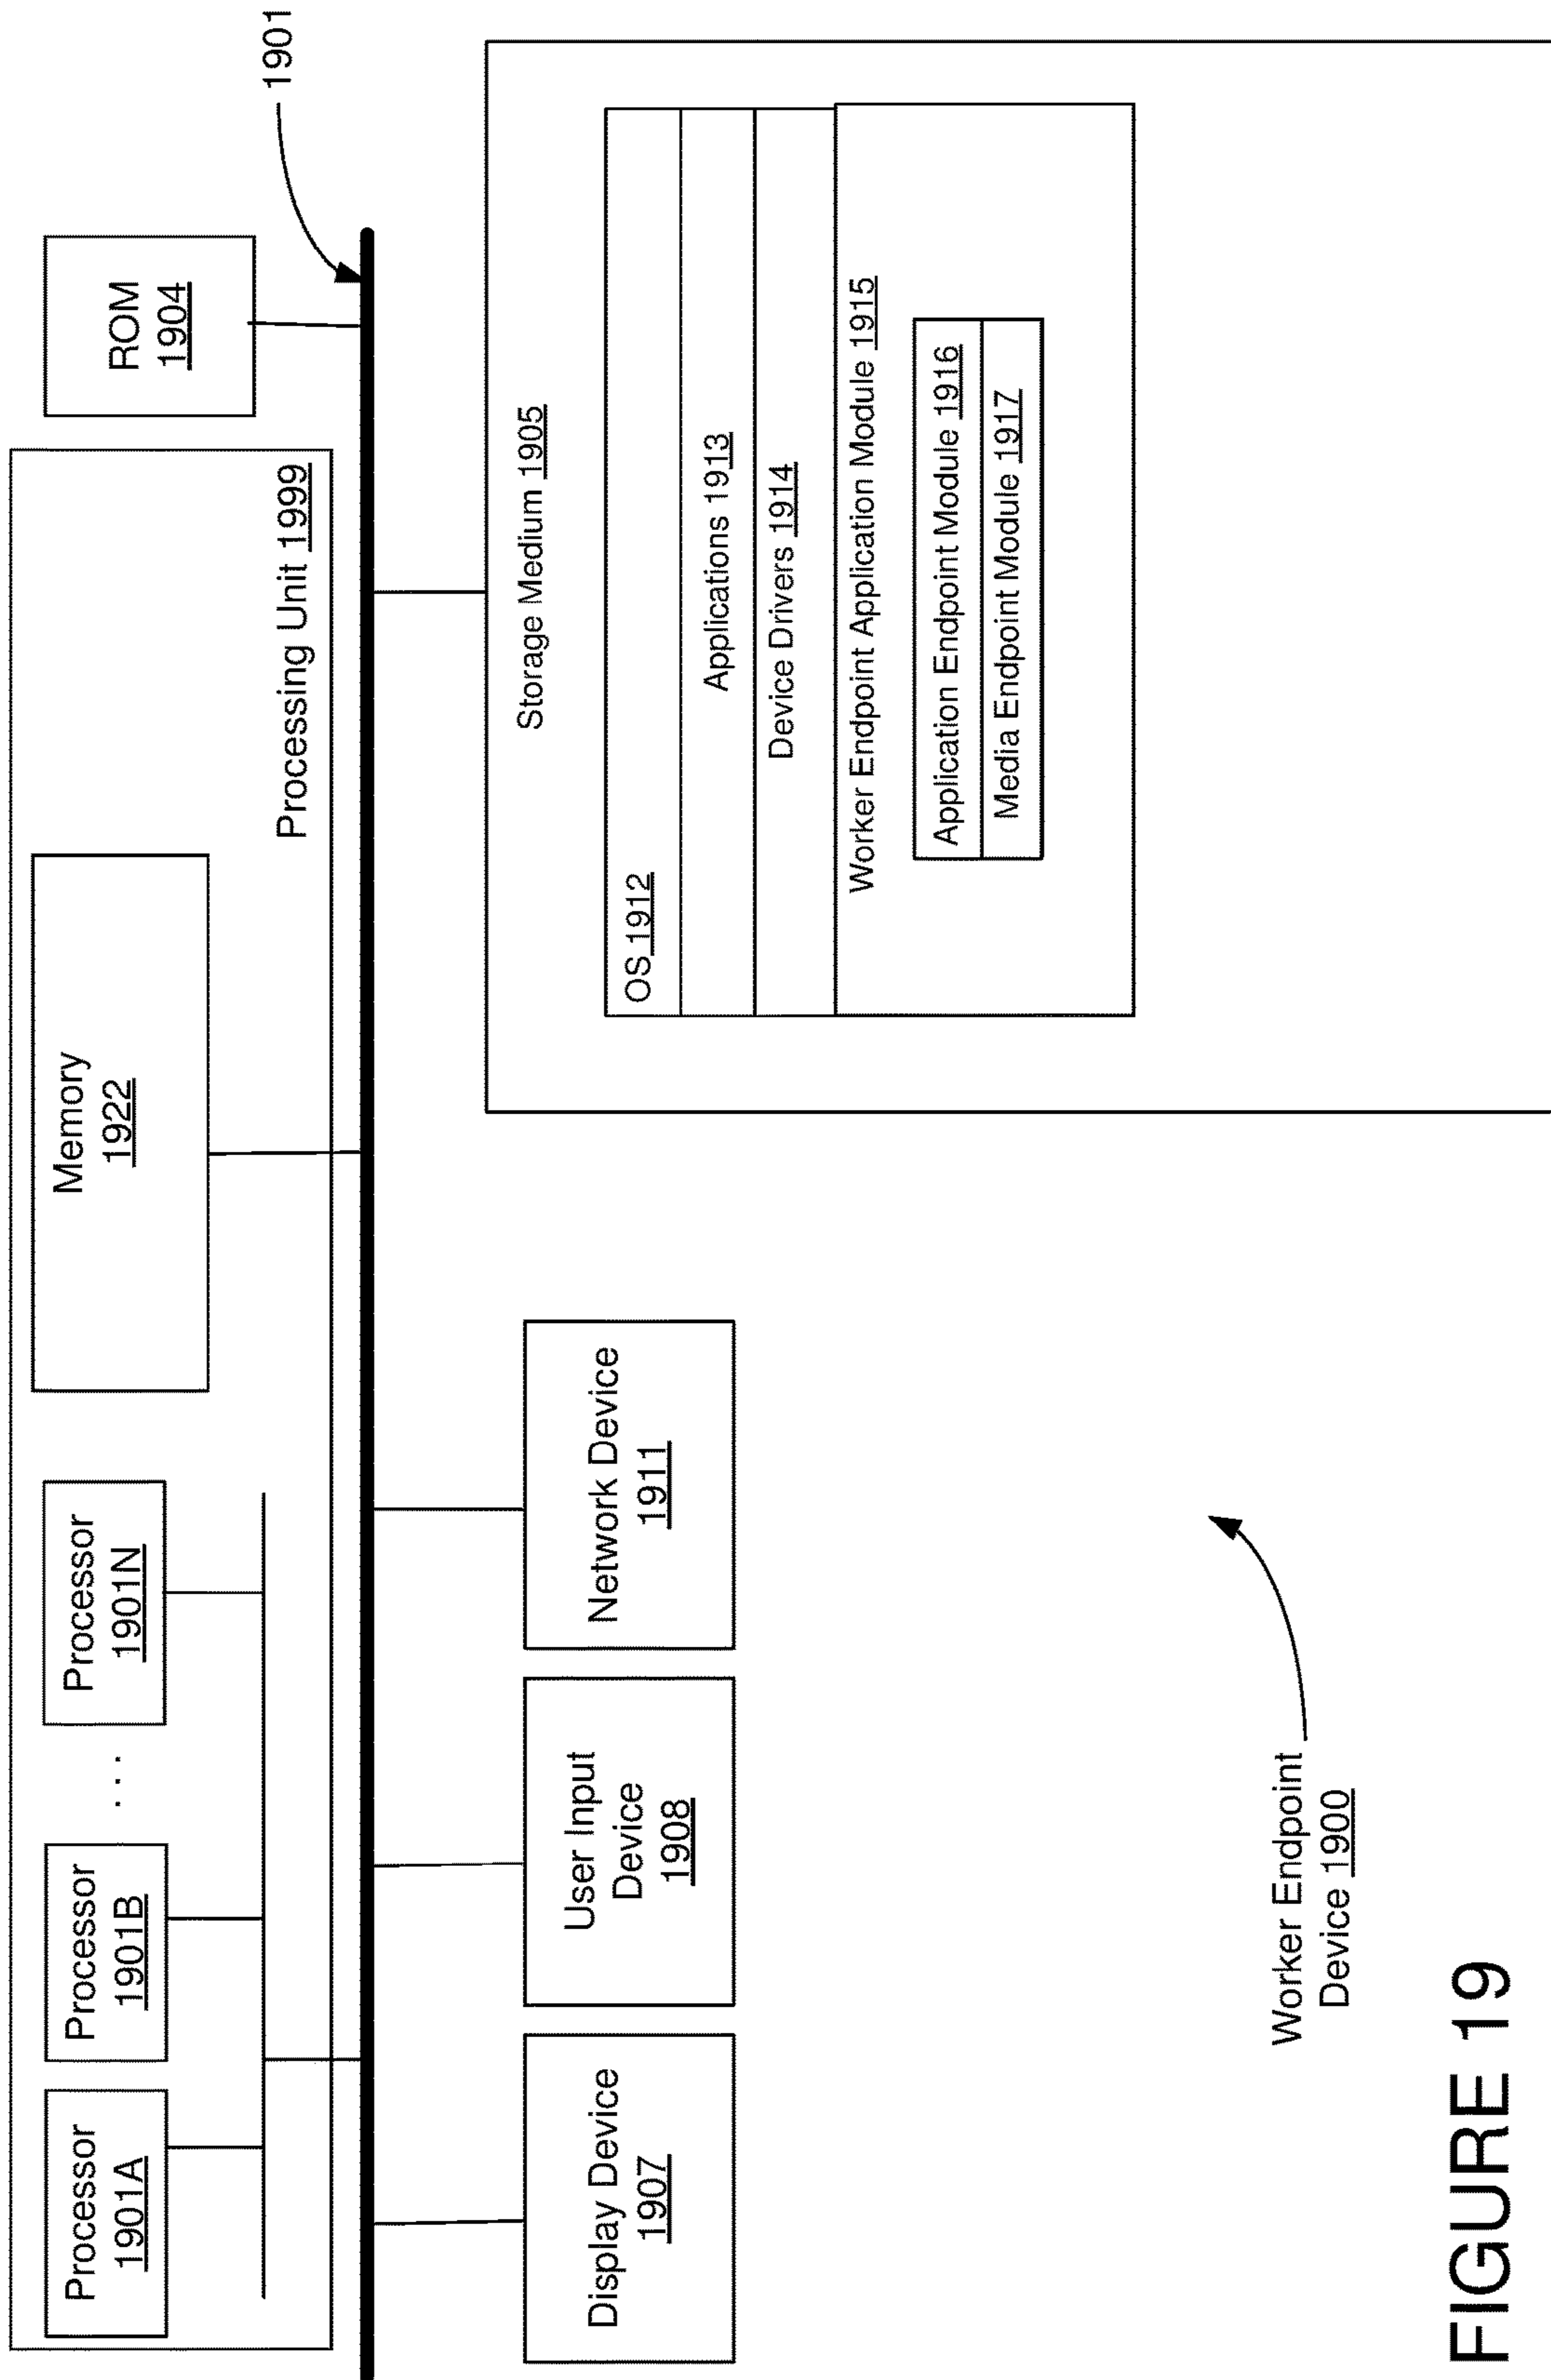 Processor
1901A
Processor
1901B
. . .
Processor
1901N
Memory
1922
Processing Unit 1999
ROM
1904
1901
Display Device
1907
User Input
Device
1908
Network Device
1911
Storage Medium 1905
OS 1912
Applications 1913
Device Drivers 1914
Worker Endpoint Application Module 1915
Application Endpoint Module 1916
Media Endpoint Module 1917
Worker Endpoint
Device 1900
FIGURE 19